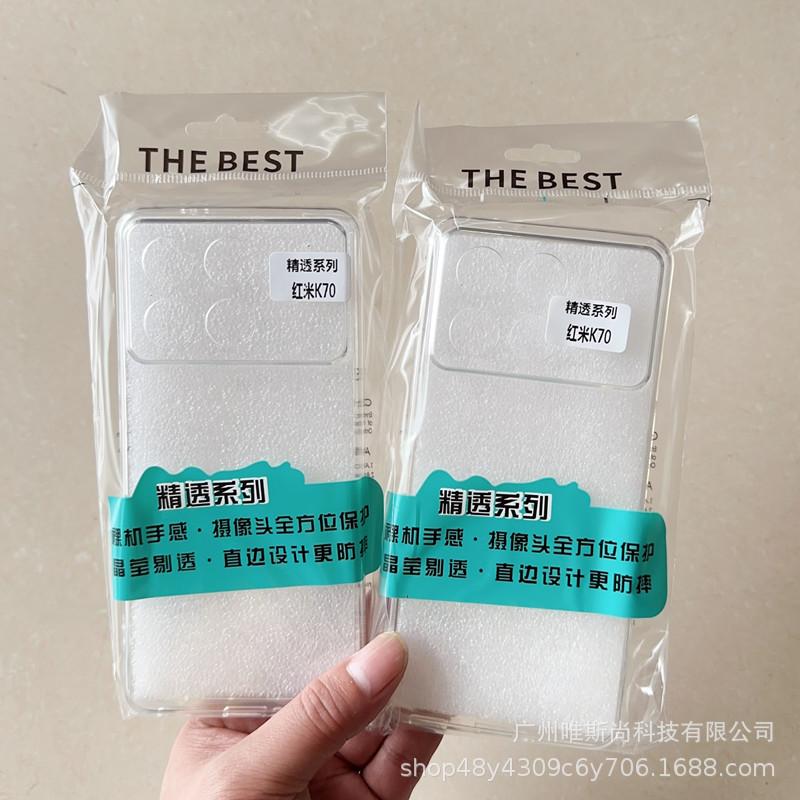 THE BEST
精透系列
红米K70
精透系列
裸机手感·摄像头全方位保护
晶莹剔透·直边设计更防摔
THE BEST
精透系列
红米K70
精透系列
裸机手感·摄像头全方位保护
晶莹剔透·直边设计更防摔
广州唯斯尚科技有限公司
shop48y4309c6y706.1688.com